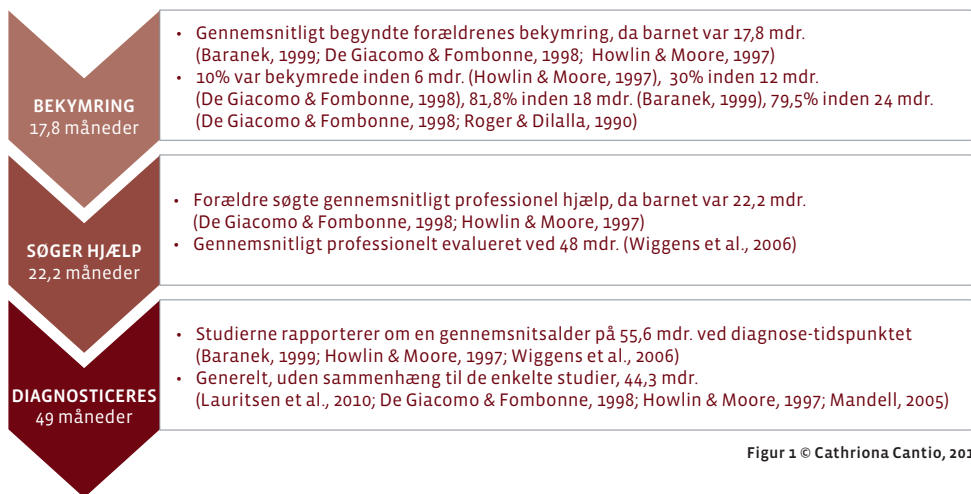 BEKYMRING
17,8 måneder
• Gennemsnitligt begyndte forældrenes bekymring, da barnet var 17,8 mdr.
(Baranek, 1999; De Giacomo & Fombonne, 1998; Howlin & Moore, 1997)
• 10% var bekymrede inden 6 mdr. (Howlin & Moore, 1997), 30% inden 12 mdr.
(De Giacomo & Fombonne, 1998), 81,8% inden 18 mdr. (Baranek, 1999), 79,5% inden 24 mdr.
(De Giacomo & Fombonne, 1998; Roger & Dilalla, 1990)
SØGER HJÆLP
22,2 måneder
• Forældre søgte gennemsnitligt professionel hjælp, da barnet var 22,2 mdr.
(De Giacomo & Fombonne, 1998; Howlin & Moore, 1997)
• Gennemsnitligt professionelt evalueret ved 48 mdr. (Wiggens et al., 2006)
DIAGNOSTICERES
49 måneder
• Studierne rapporterer om en gennemsnitsalder på 55,6 mdr. ved diagnose-tidspunktet
(Baranek, 1999; Howlin & Moore, 1997; Wiggens et al., 2006)
• Generelt, uden sammenhæng til de enkelte studier, 44,3 mdr.
(Lauritsen et al., 2010; De Giacomo & Fombonne, 1998; Howlin & Moore, 1997; Mandell, 2005)
Figur 1 © Cathriona Cantio,